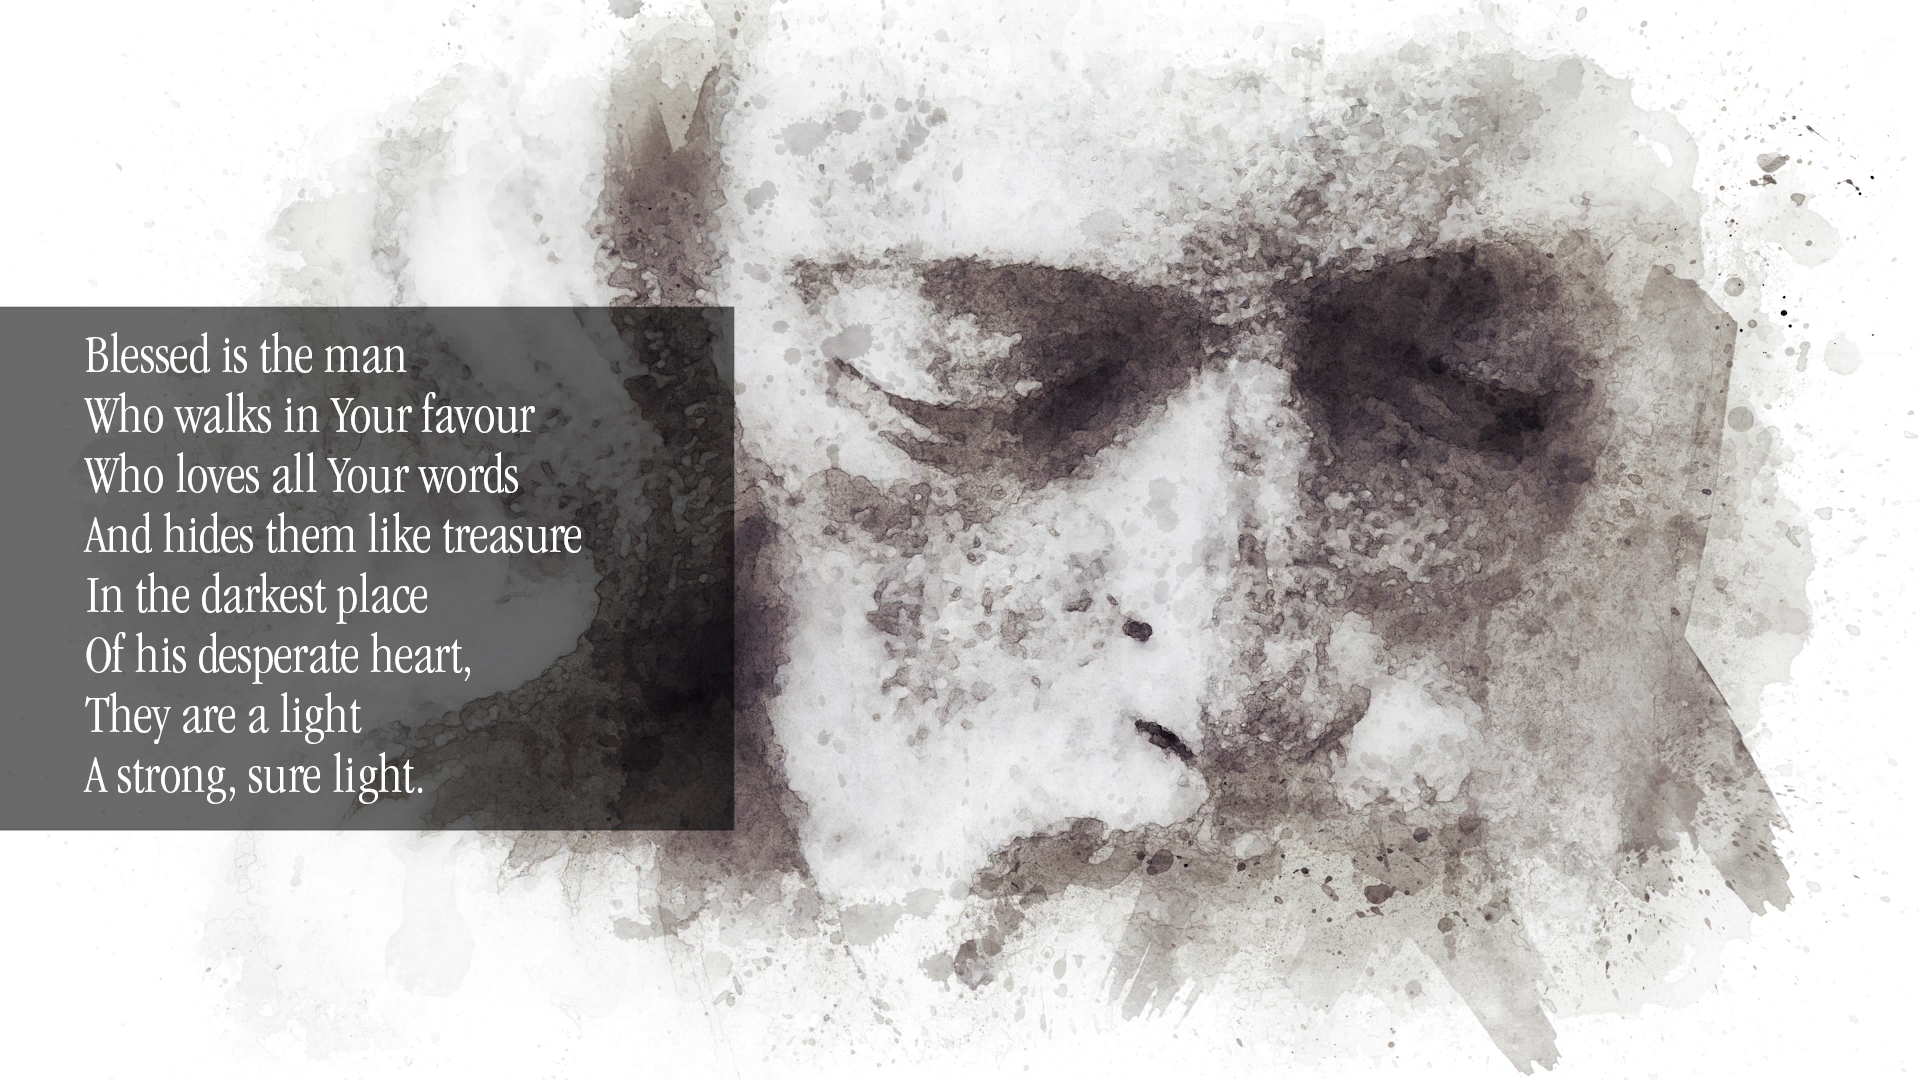 Blessed is the man
Who walks in Your favour
Who loves all Your words
And hides them like treasure
In the darkest place
Of his desperate heart,
They are a light
A strong, sure light.